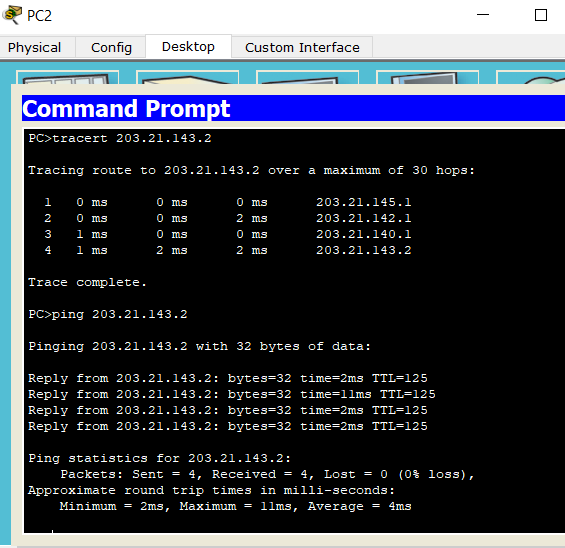 PC2
Physical Config Desktop Custom Interface
Command Prompt
PC>tracert 203.21.143.2
Tracing route to 203.21.143.2 over a maximum of 30 hops:
1 0 ms 0 ms 0 ms 203.21.145.1
2 0 ms 0 ms 2 ms 203.21.142.1
3 1 ms 0 ms 0 ms 203.21.140.1
4 1 ms 2 ms 2 ms 203.21.143.2
Trace complete.
PC>ping 203.21.143.2
Pinging 203.21.143.2 with 32 bytes of data:
Reply from 203.21.143.2: bytes=32 time=2ms TTL=125
Reply from 203.21.143.2: bytes=32 time=11ms TTL=125
Reply from 203.21.143.2: bytes=32 time=2ms TTL=125
Reply from 203.21.143.2: bytes=32 time=2ms TTL=125
Ping statistics for 203.21.143.2:
Packets: Sent = 4, Received = 4, Lost = 0 (0% loss),
Approximate round trip times in milli-seconds:
Minimum = 2ms, Maximum = 11ms, Average = 4ms